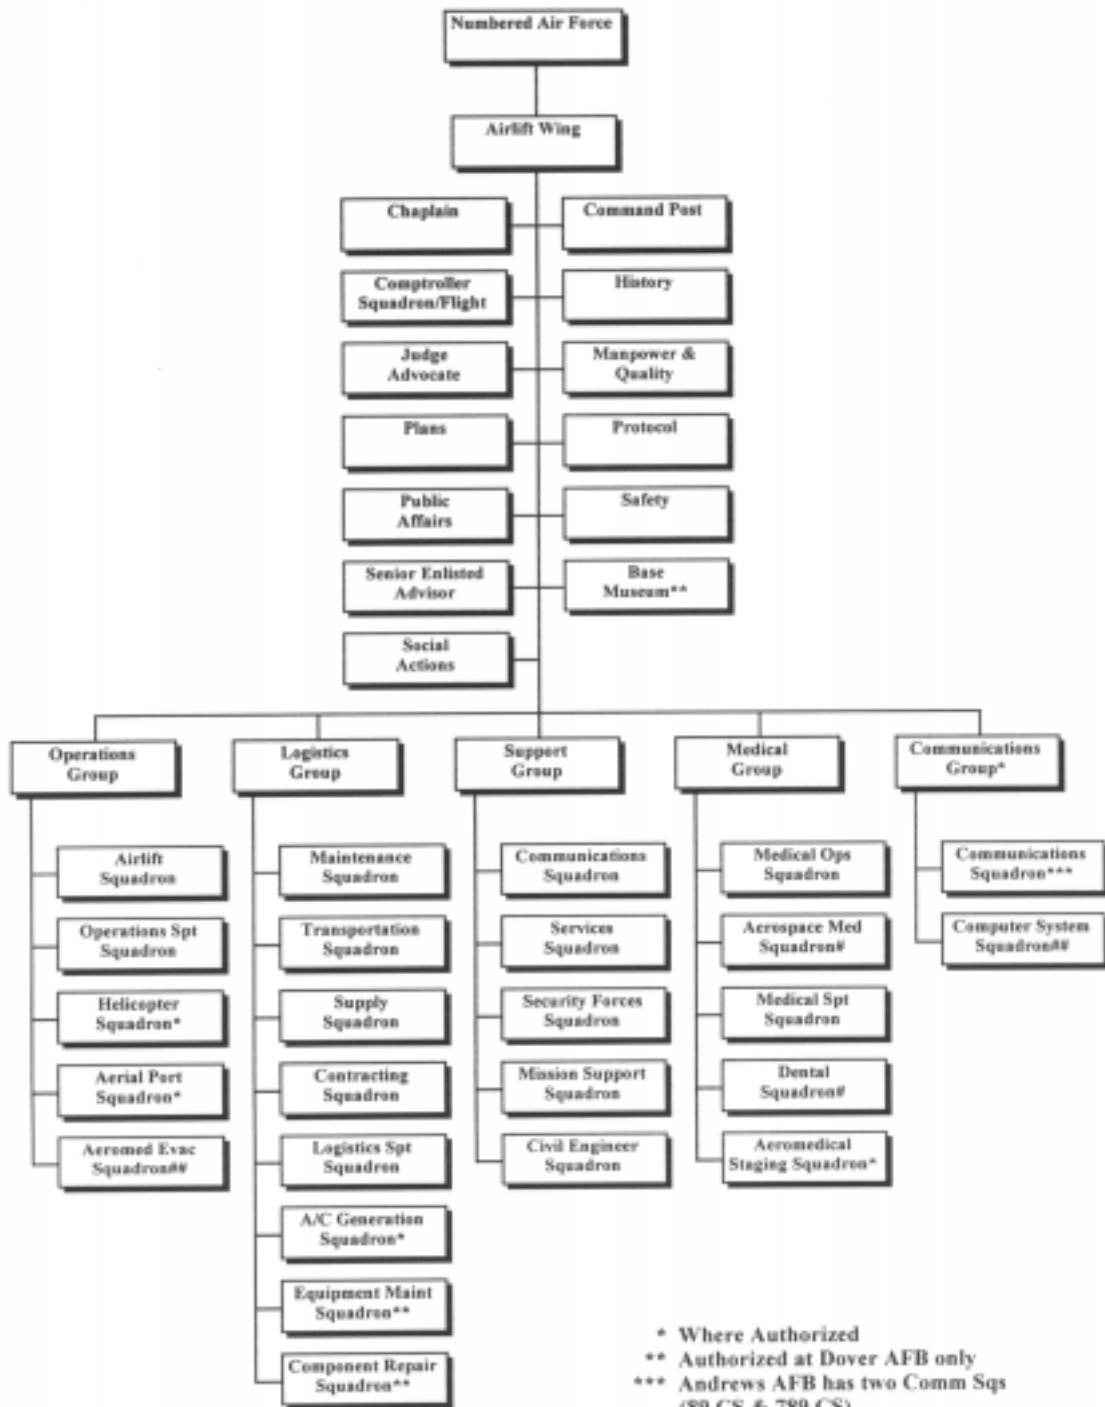 Numbered Air Force
Airlift Wing
Chaplain
Command Post
Comptroller
Squadron/Flight
History
Judge
Advocate
Manpower &
Quality
Plans
Protocol
Public
Affairs
Safety
Senior Enlisted
Advisor
Base
Museum**
Social
Actions
Operations
Group
Logistics
Group
Support
Group
Medical
Group
Communications
Group*
Airlift
Squadron
Operations Spt
Squadron
Helicopter
Squadron*
Aerial Port
Squadron*
Aeromed Evac
Squadron##
Maintenance
Squadron
Transportation
Squadron
Supply
Squadron
Contracting
Squadron
Logistics Spt
Squadron
A/C Generation
Squadron*
Equipment Maint
Squadron**
Component Repair
Squadron**
Communications
Squadron
Services
Squadron
Security Forces
Squadron
Mission Support
Squadron
Civil Engineer
Squadron
Medical Ops
Squadron
Aerospace Med
Squadron#
Medical Spt
Squadron
Dental
Squadron#
Aeromedical
Staging Squadron*
Communications
Squadron***
Computer System
Squadron##
* Where Authorized
** Authorized at Dover AFB only
*** Andrews AFB has two Comm Sqs
(89 CS & 789 CS)